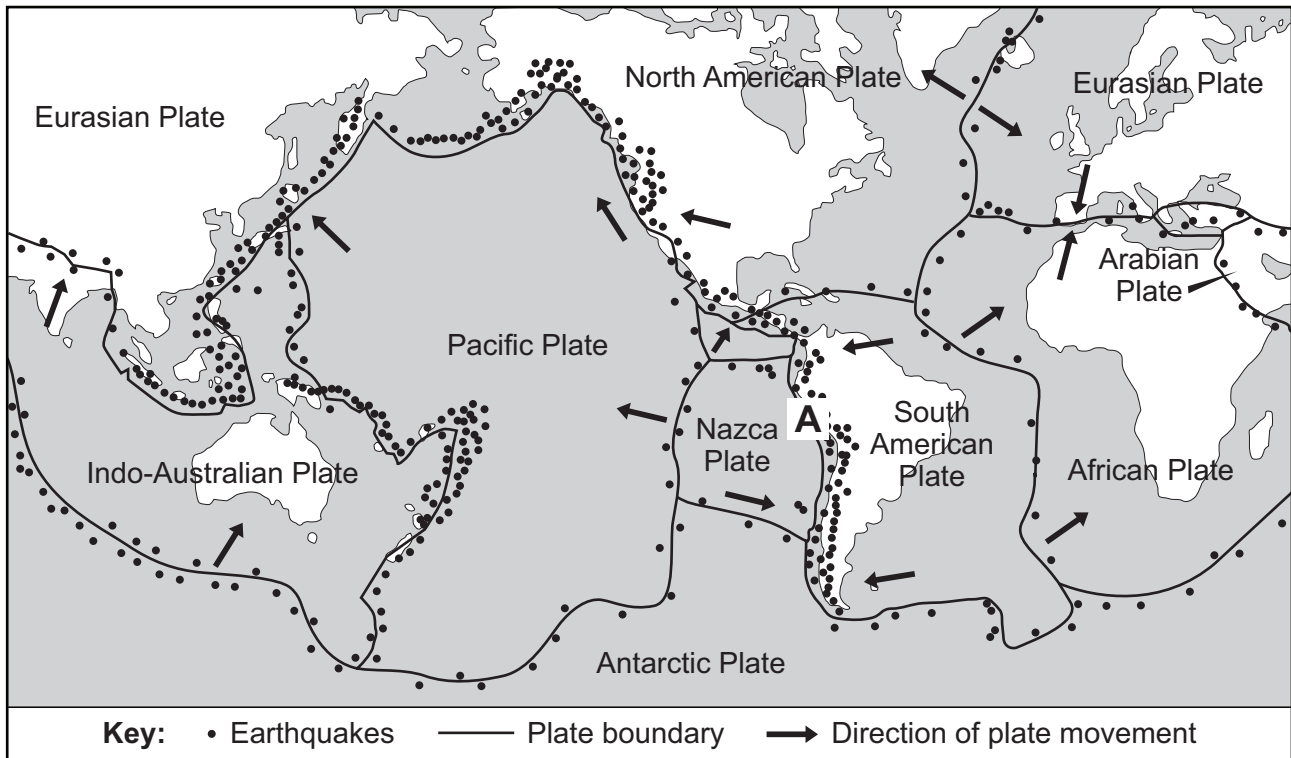 North American Plate
Eurasian Plate
Eurasian Plate
Arabian
Plate
Pacific Plate
A
Nazca
Plate
South
American
Plate
Indo-Australian Plate
African Plate
Antarctic Plate
Key: Earthquakes Plate boundary Direction of plate movement